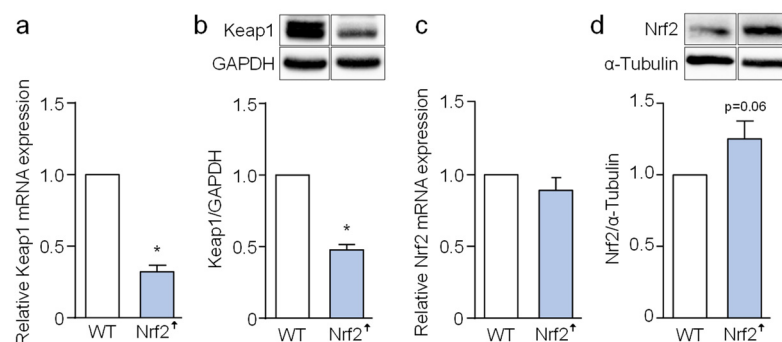 a
Relative Keap1 mRNA expression
1.5
1.0
0.5
0
*
WT
Nrf2↑
b
Keap1
GAPDH
Keap1/GAPDH
1.5
1.0
0.5
0
*
WT
Nrf2↑
c
Relative Nrf2 mRNA expression
1.5
1.0
0.5
0
WT
Nrf2↑
d
Nrf2
α-Tubulin
Nrf2/α-Tubulin
1.5
1.0
0.5
0
p=0.06
WT
Nrf2↑